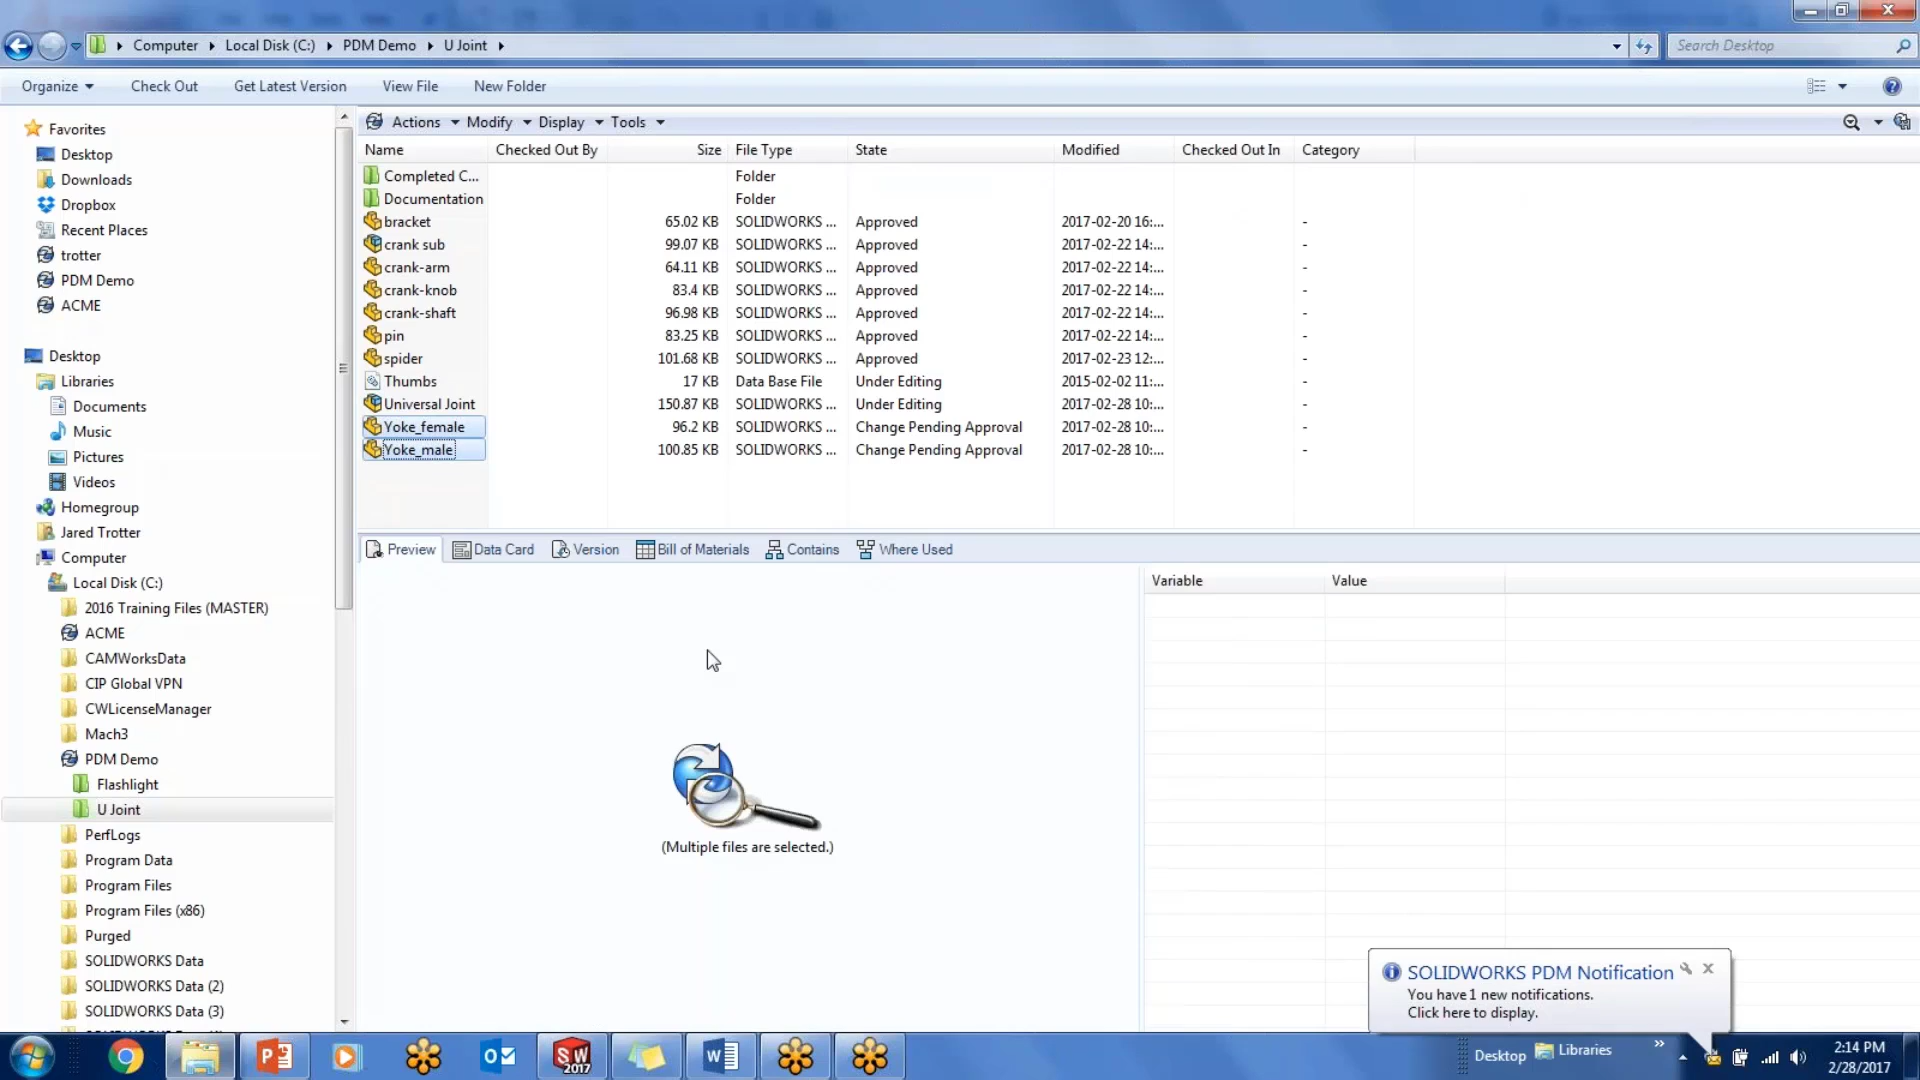 Computer ▸ Local Disk (C:) ▸ PDM Demo ▸ U Joint ▸
Search Desktop
Organize Check Out Get Latest Version View File New Folder
Favorites
Desktop
Downloads
Dropbox
Recent Places
trotter
PDM Demo
ACME
Desktop
Libraries
Documents
Music
Pictures
Videos
Homegroup
Jared Trotter
Computer
Local Disk (C:)
2016 Training Files (MASTER)
ACME
CAMWorksData
CIP Global VPN
CWLicenseManager
Mach3
PDM Demo
Flashlight
U Joint
PerfLogs
Program Data
Program Files
Program Files (x86)
Purged
SOLIDWORKS Data
SOLIDWORKS Data (2)
SOLIDWORKS Data (3)
Actions Modify Display Tools
Name Checked Out By Size File Type State Modified Checked Out In Category
Completed C... Folder
Documentation Folder
bracket 65.02 KB SOLIDWORKS ... Approved 2017-02-20 16:... -
crank sub 99.07 KB SOLIDWORKS ... Approved 2017-02-22 14:... -
crank-arm 64.11 KB SOLIDWORKS ... Approved 2017-02-22 14:... -
crank-knob 83.4 KB SOLIDWORKS ... Approved 2017-02-22 14:... -
crank-shaft 96.98 KB SOLIDWORKS ... Approved 2017-02-22 14:... -
pin 83.25 KB SOLIDWORKS ... Approved 2017-02-22 14:... -
spider 101.68 KB SOLIDWORKS ... Approved 2017-02-23 12:... -
Thumbs 17 KB Data Base File Under Editing 2015-02-02 11:... -
Universal Joint 150.87 KB SOLIDWORKS ... Under Editing 2017-02-28 10:... -
Yoke_female 96.2 KB SOLIDWORKS ... Change Pending Approval 2017-02-28 10:... -
Yoke_male 100.85 KB SOLIDWORKS ... Change Pending Approval 2017-02-28 10:... -
Preview Data Card Version Bill of Materials Contains Where Used
Variable Value
(Multiple files are selected.)
SOLIDWORKS PDM Notification
You have 1 new notifications.
Click here to display.
SW
2017
Desktop Libraries »
2:14 PM
2/28/2017